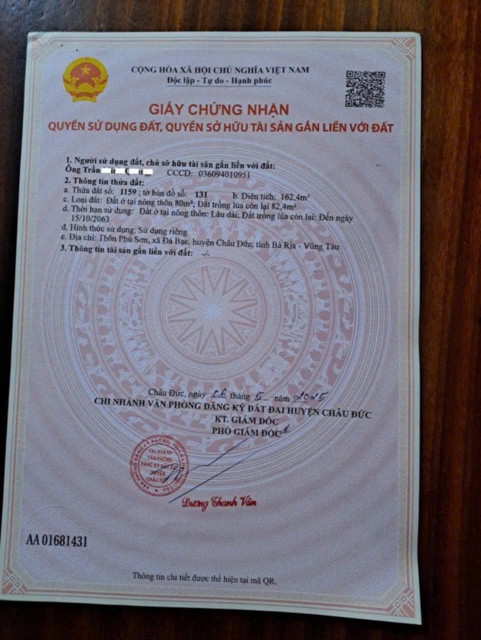 CỘNG HÒA XÃ HỘI CHỦ NGHĨA VIỆT NAM
Độc lập - Tự do - Hạnh phúc
GIẤY CHỨNG NHẬN
QUYỀN SỬ DỤNG ĐẤT, QUYỀN SỞ HỮU TÀI SẢN GẮN LIỀN VỚI ĐẤT
1. Người sử dụng đất, chủ sở hữu tài sản gắn liền với đất:
Ông Trần CCCD: 036094010951
2. Thông tin thửa đất:
a. Thửa đất số: 1159; tờ bản đồ số: 131 b. Diện tích: 162,4m²
c. Loại đất: Đất ở tại nông thôn 80m²; Đất trồng lúa còn lại 82,4m²
d. Thời hạn sử dụng: Đất ở tại nông thôn: Lâu dài; Đất trồng lúa còn lại: Đến ngày
15/10/2063
đ. Hình thức sử dụng: Sử dụng riêng
e. Địa chỉ: Thôn Phú Sơn, xã Đá Bạc, huyện Châu Đức, tỉnh Bà Rịa - Vũng Tàu
3. Thông tin tài sản gắn liền với đất: -/-
Châu Đức, ngày tháng 5 năm 2025
CHI NHÁNH VĂN PHÒNG ĐĂNG KÝ ĐẤT ĐAI HUYỆN CHÂU ĐỨC
KT. GIÁM ĐỐC
PHÓ GIÁM ĐỐC
Dương Thanh Vân
AA 01681431
Thông tin chi tiết được thể hiện tại mã QR.